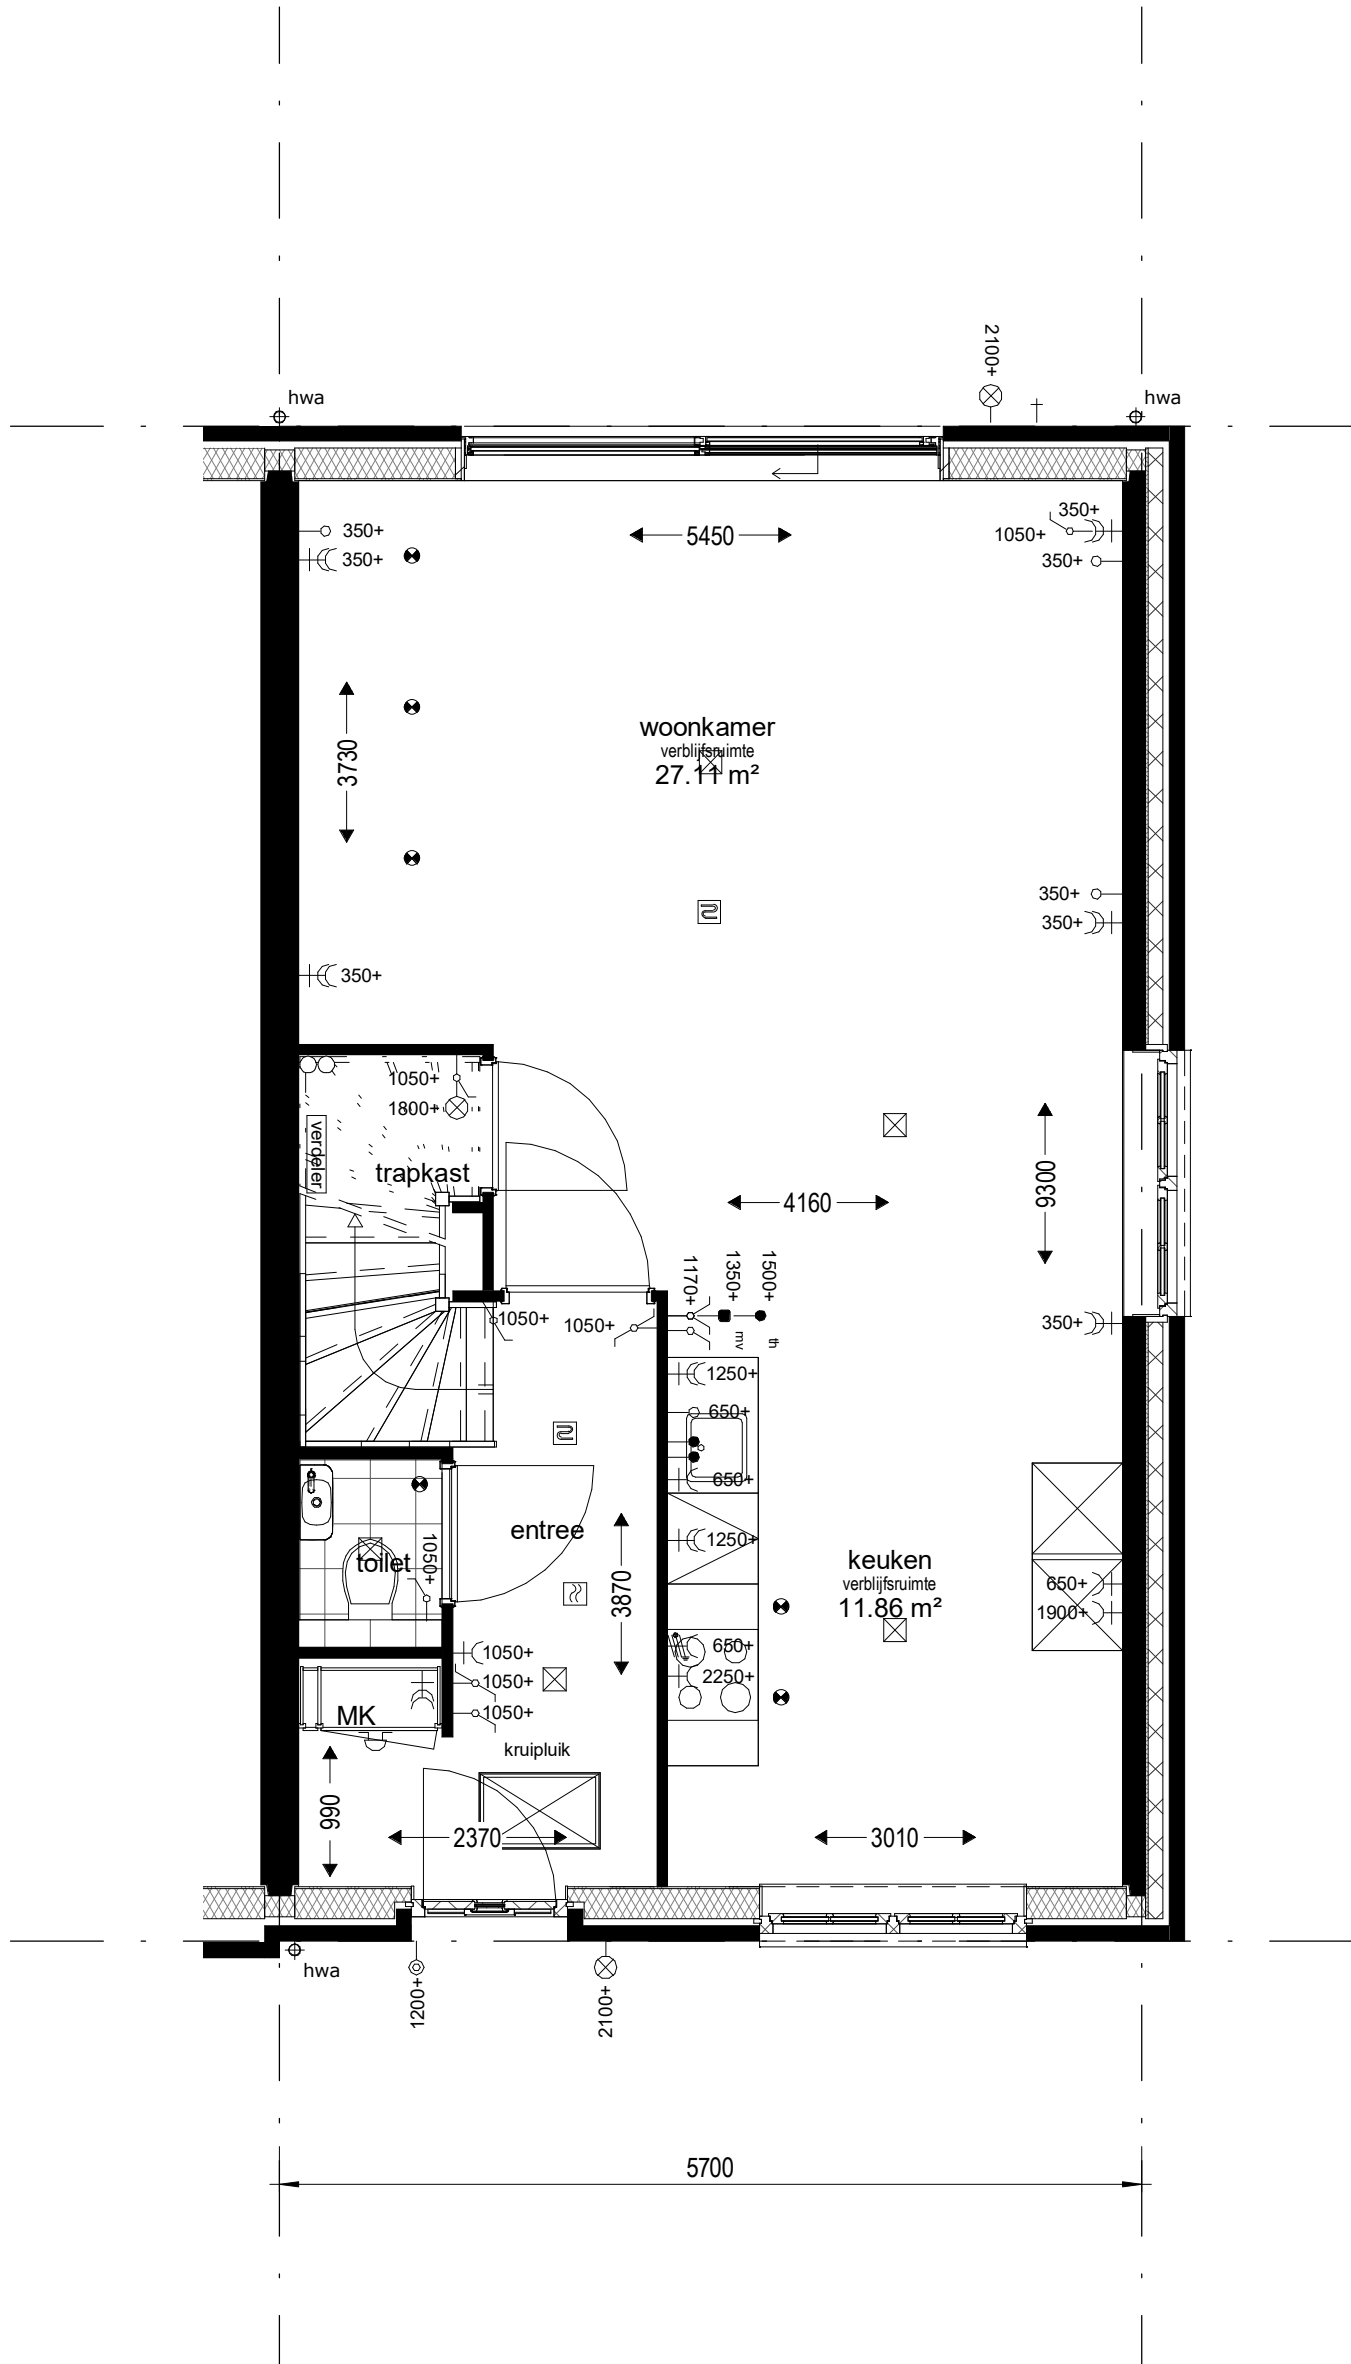 2100+
hwa
hwa
350+
350+
5450
350+
1050+
350+
3730
woonkamer
verblijfsruimte
27.11 m²
350+
350+
350+
1050+
1800+
verdeler
trapkast
4160
9300
1170+
1350+
1500+
1050+
1050+
mv
th
350+
1250+
650+
650+
entree
1250+
toilet
1050+
3870
keuken
verblijfsruimte
11.86 m²
650+
1900+
1050+
650+
1050+
2250+
1050+
MK
kruipluik
990
2370
3010
hwa
1200+
2100+
5700